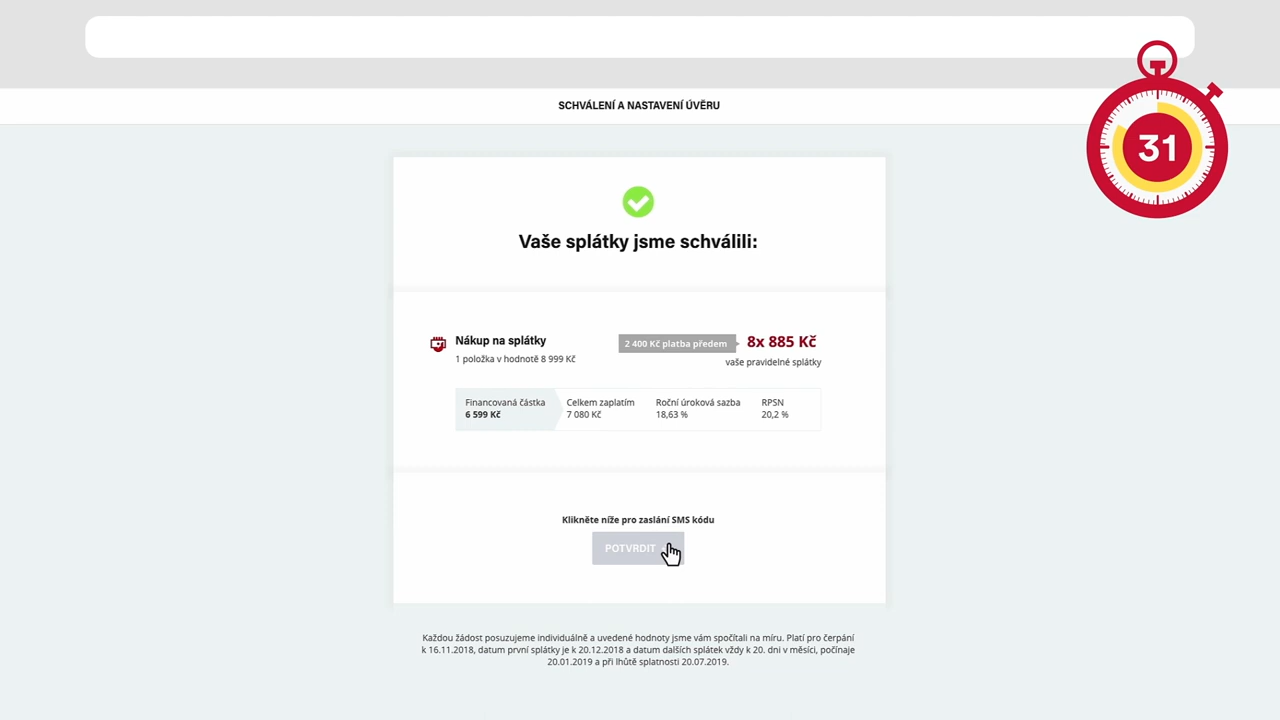 SCHVÁLENÍ A NASTAVENÍ ÚVĚRU
31
Vaše splátky jsme schválili:
Nákup na splátky
1 položka v hodnotě 8 999 Kč
2 400 Kč platba předem
8x 885 Kč
vaše pravidelné splátky
Financovaná částka
6 599 Kč
Celkem zaplatím
7 080 Kč
Roční úroková sazba
18,63 %
RPSN
20,2 %
Klikněte níže pro zaslání SMS kódu
POTVRDIT
Každou žádost posuzujeme individuálně a uvedené hodnoty jsme vám spočítali na míru. Platí pro čerpání
k 16.11.2018, datum první splátky je k 20.12.2018 a datum dalších splátek vždy k 20. dni v měsíci, počínaje
20.01.2019 a při lhůtě splatnosti 20.07.2019.